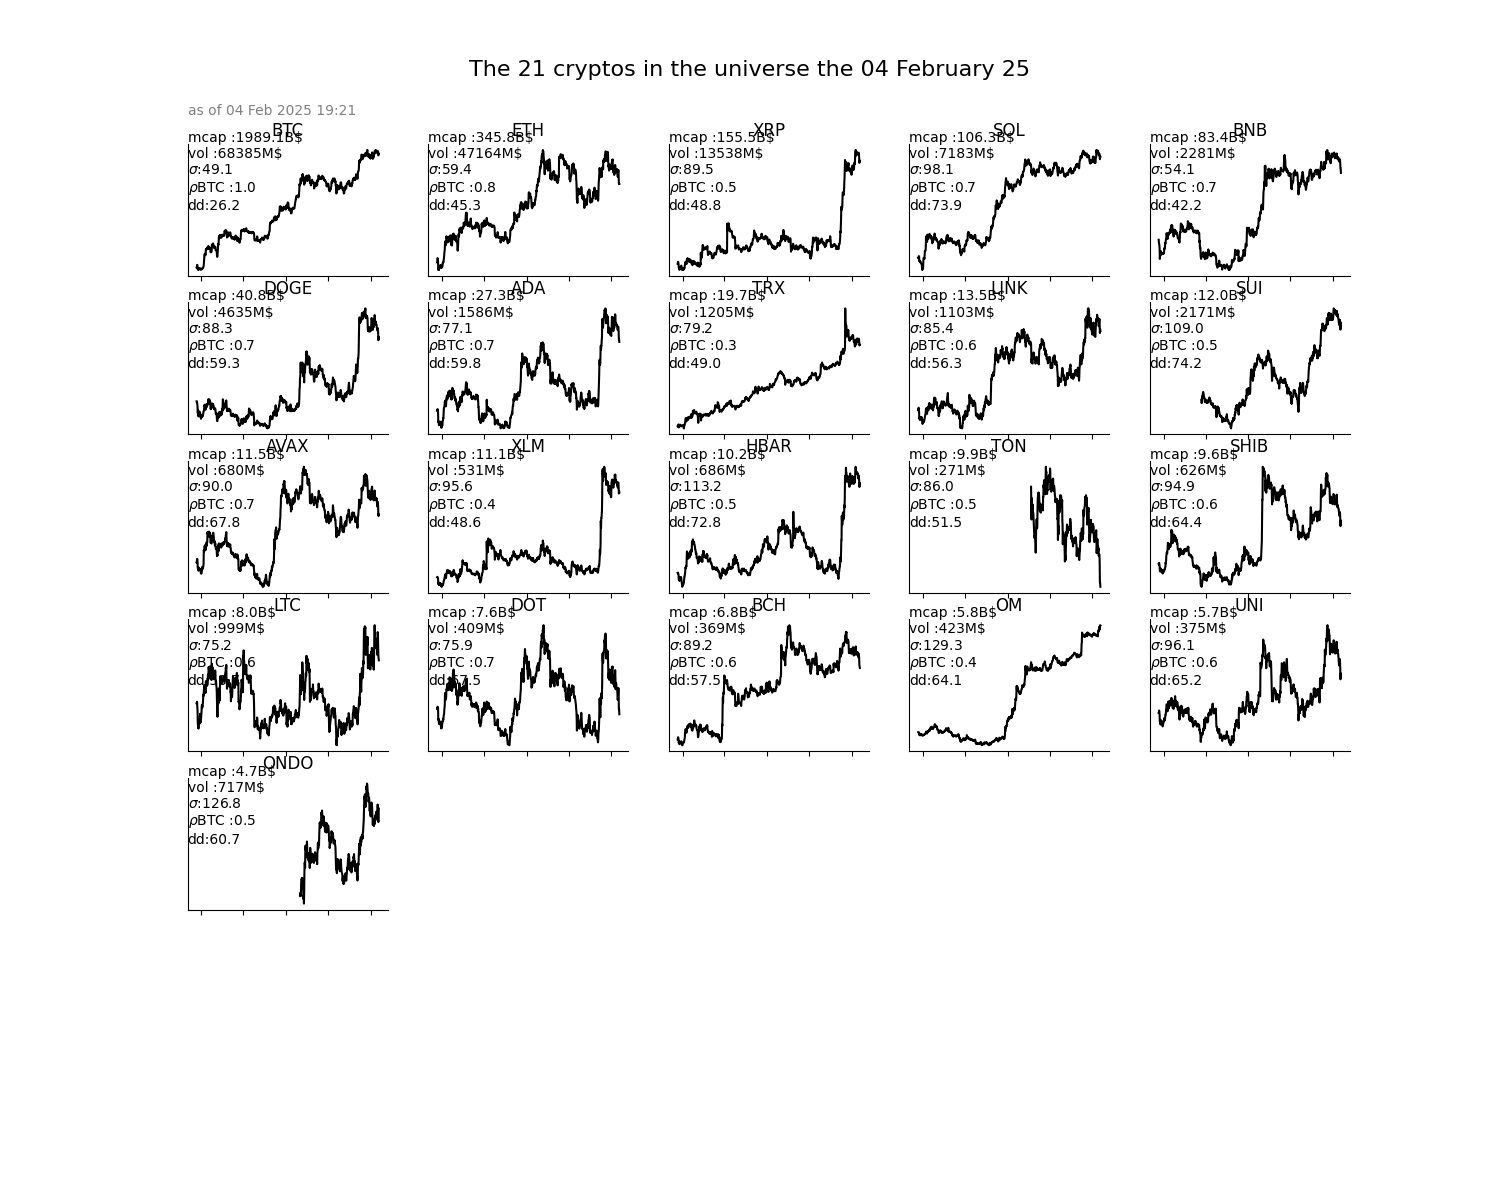 The 21 cryptos in the universe the 04 February 25
as of 04 Feb 2025 19:21
BTC
mcap :1989.1B$
vol :68385M$
σ:49.1
ρBTC :1.0
dd:26.2
ETH
mcap :345.8B$
vol :47164M$
σ:59.4
ρBTC :0.8
dd:45.3
XRP
mcap :155.5B$
vol :13538M$
σ:89.5
ρBTC :0.5
dd:48.8
SOL
mcap :106.3B$
vol :7183M$
σ:98.1
ρBTC :0.7
dd:73.9
BNB
mcap :83.4B$
vol :2281M$
σ:54.1
ρBTC :0.7
dd:42.2
DOGE
mcap :40.8B$
vol :4635M$
σ:88.3
ρBTC :0.7
dd:59.3
ADA
mcap :27.3B$
vol :1586M$
σ:77.1
ρBTC :0.7
dd:59.8
TRX
mcap :19.7B$
vol :1205M$
σ:79.2
ρBTC :0.3
dd:49.0
LINK
mcap :13.5B$
vol :1103M$
σ:85.4
ρBTC :0.6
dd:56.3
SUI
mcap :12.0B$
vol :2171M$
σ:109.0
ρBTC :0.5
dd:74.2
AVAX
mcap :11.5B$
vol :680M$
σ:90.0
ρBTC :0.7
dd:67.8
XLM
mcap :11.1B$
vol :531M$
σ:95.6
ρBTC :0.4
dd:48.6
HBAR
mcap :10.2B$
vol :686M$
σ:113.2
ρBTC :0.5
dd:72.8
TON
mcap :9.9B$
vol :271M$
σ:86.0
ρBTC :0.5
dd:51.5
SHIB
mcap :9.6B$
vol :626M$
σ:94.9
ρBTC :0.6
dd:64.4
LTC
mcap :8.0B$
vol :999M$
σ:75.2
ρBTC :0.6
DOT
mcap :7.6B$
vol :409M$
σ:75.9
ρBTC :0.7
dd:57.5
BCH
mcap :6.8B$
vol :369M$
σ:89.2
ρBTC :0.6
dd:57.5
OM
mcap :5.8B$
vol :423M$
σ:129.3
ρBTC :0.4
dd:64.1
UNI
mcap :5.7B$
vol :375M$
σ:96.1
ρBTC :0.6
dd:65.2
ONDO
mcap :4.7B$
vol :717M$
σ:126.8
ρBTC :0.5
dd:60.7